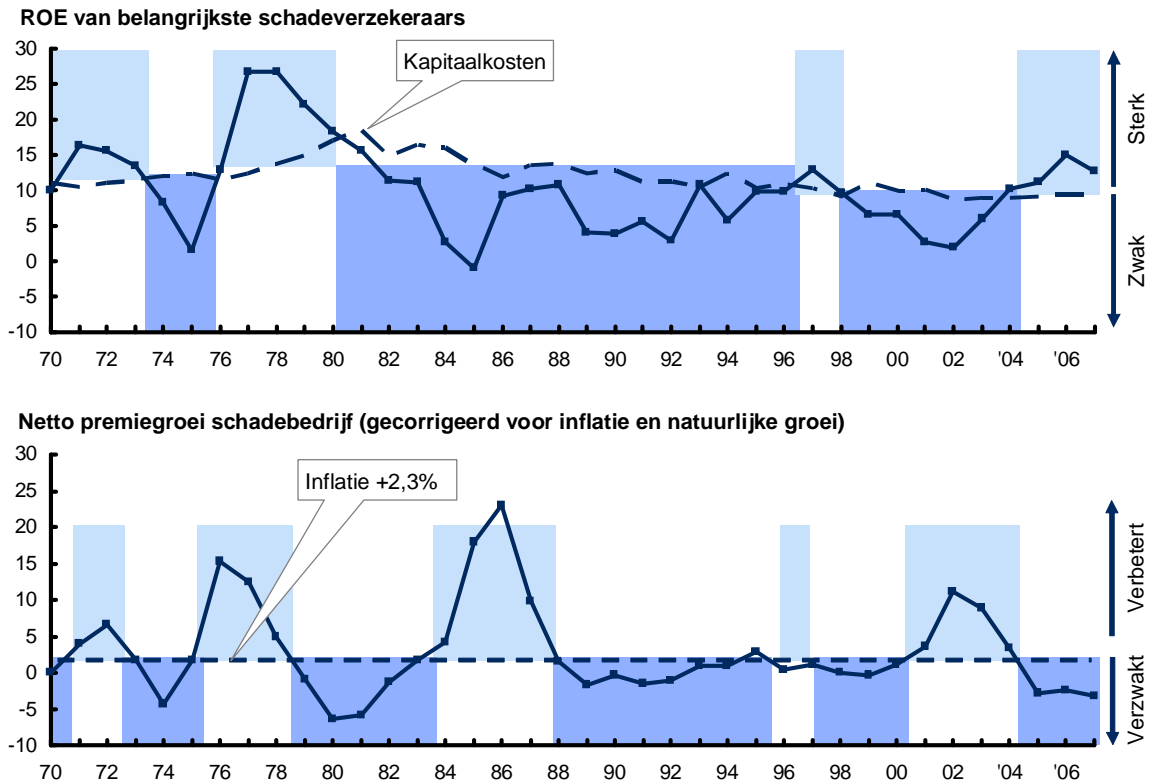 ROE van belangrijkste schadeverzekeraars
30
25
20
15
10
5
0
-5
-10
Kapitaalkosten
Sterk
Zwak
70 72 74 76 78 80 82 84 86 88 90 92 94 96 98 00 02 '04 '06
Netto premiegroei schadebedrijf (gecorrigeerd voor inflatie en natuurlijke groei)
30
25
20
15
10
5
0
-5
-10
Inflatie +2,3%
Verbetert
Verzwakt
70 72 74 76 78 80 82 84 86 88 90 92 94 96 98 00 02 '04 '06